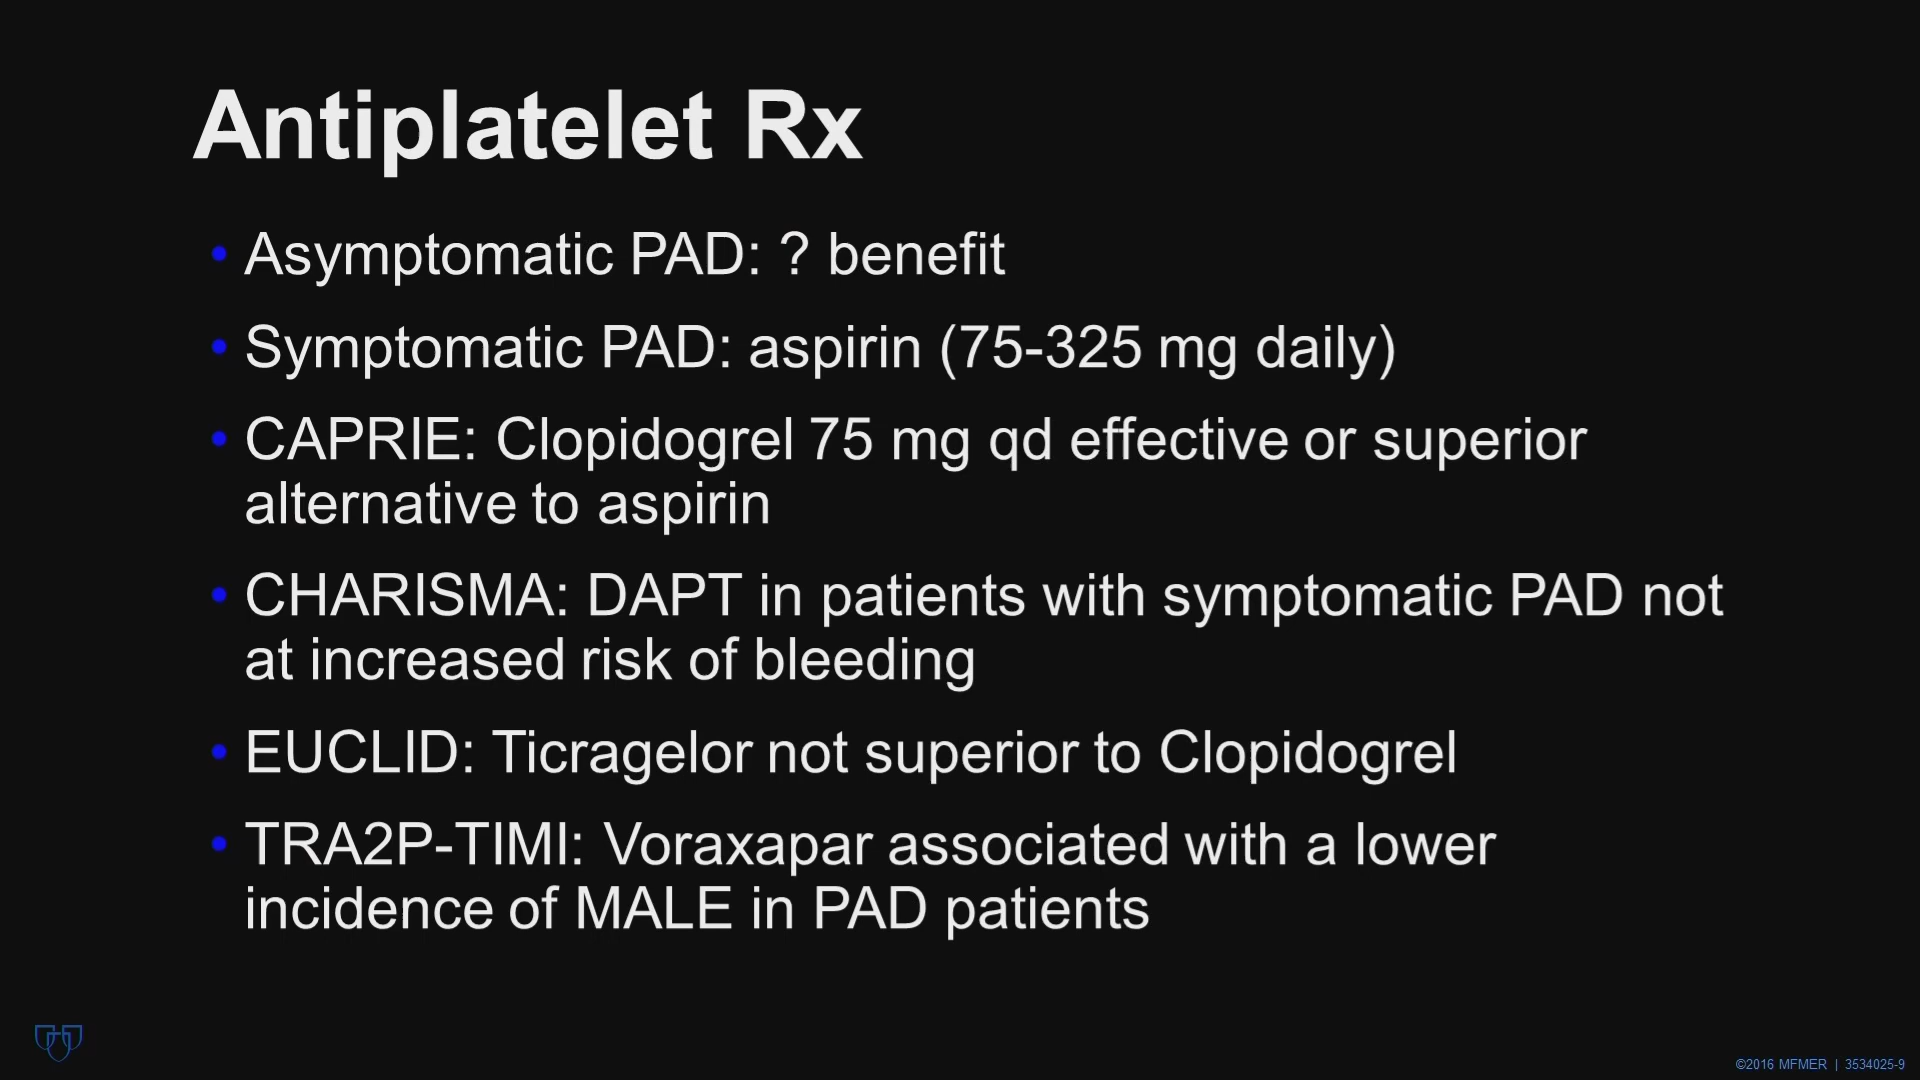 Antiplatelet Rx
• Asymptomatic PAD: ? benefit
• Symptomatic PAD: aspirin (75-325 mg daily)
• CAPRIE: Clopidogrel 75 mg qd effective or superior
alternative to aspirin
• CHARISMA: DAPT in patients with symptomatic PAD not
at increased risk of bleeding
• EUCLID: Ticragelor not superior to Clopidogrel
• TRA2P-TIMI: Voraxapar associated with a lower
incidence of MALE in PAD patients
©2016 MFMER | 3534025-9